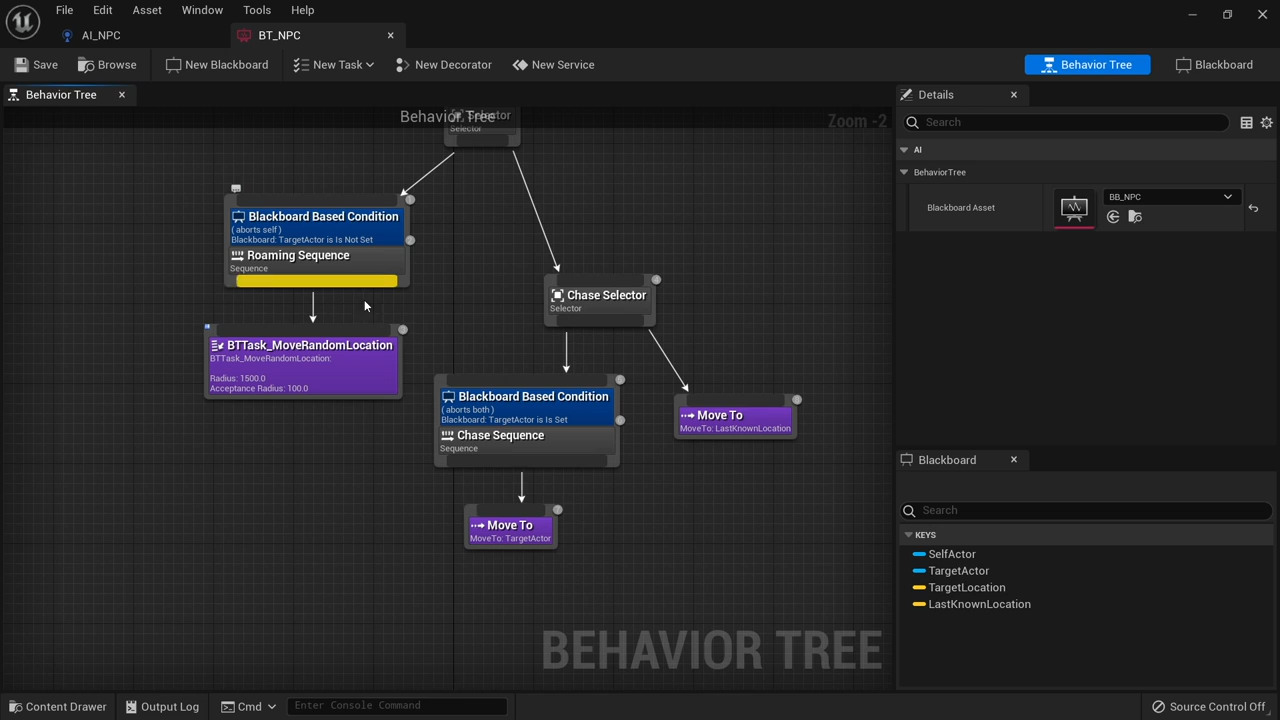 File Edit Asset Window Tools Help
AI_NPC BT_NPC
Save Browse New Blackboard New Task New Decorator New Service Behavior Tree Blackboard
Behavior Tree
Details
Behavior Tree
Zoom -2
Selector
Selector
Search
AI
BehaviorTree
Blackboard Asset
BB_NPC
Blackboard Based Condition
( aborts self )
Blackboard: TargetActor is Is Not Set
Roaming Sequence
Sequence
Chase Selector
Selector
BTTask_MoveRandomLocation
BTTask_MoveRandomLocation:
Radius: 1500.0
Acceptance Radius: 100.0
Blackboard Based Condition
( aborts both )
Blackboard: TargetActor is Is Set
Chase Sequence
Sequence
Move To
MoveTo: LastKnownLocation
Move To
MoveTo: TargetActor
BEHAVIOR TREE
Blackboard
Search
KEYS
SelfActor
TargetActor
TargetLocation
LastKnownLocation
Content Drawer Output Log Cmd Enter Console Command Source Control Off